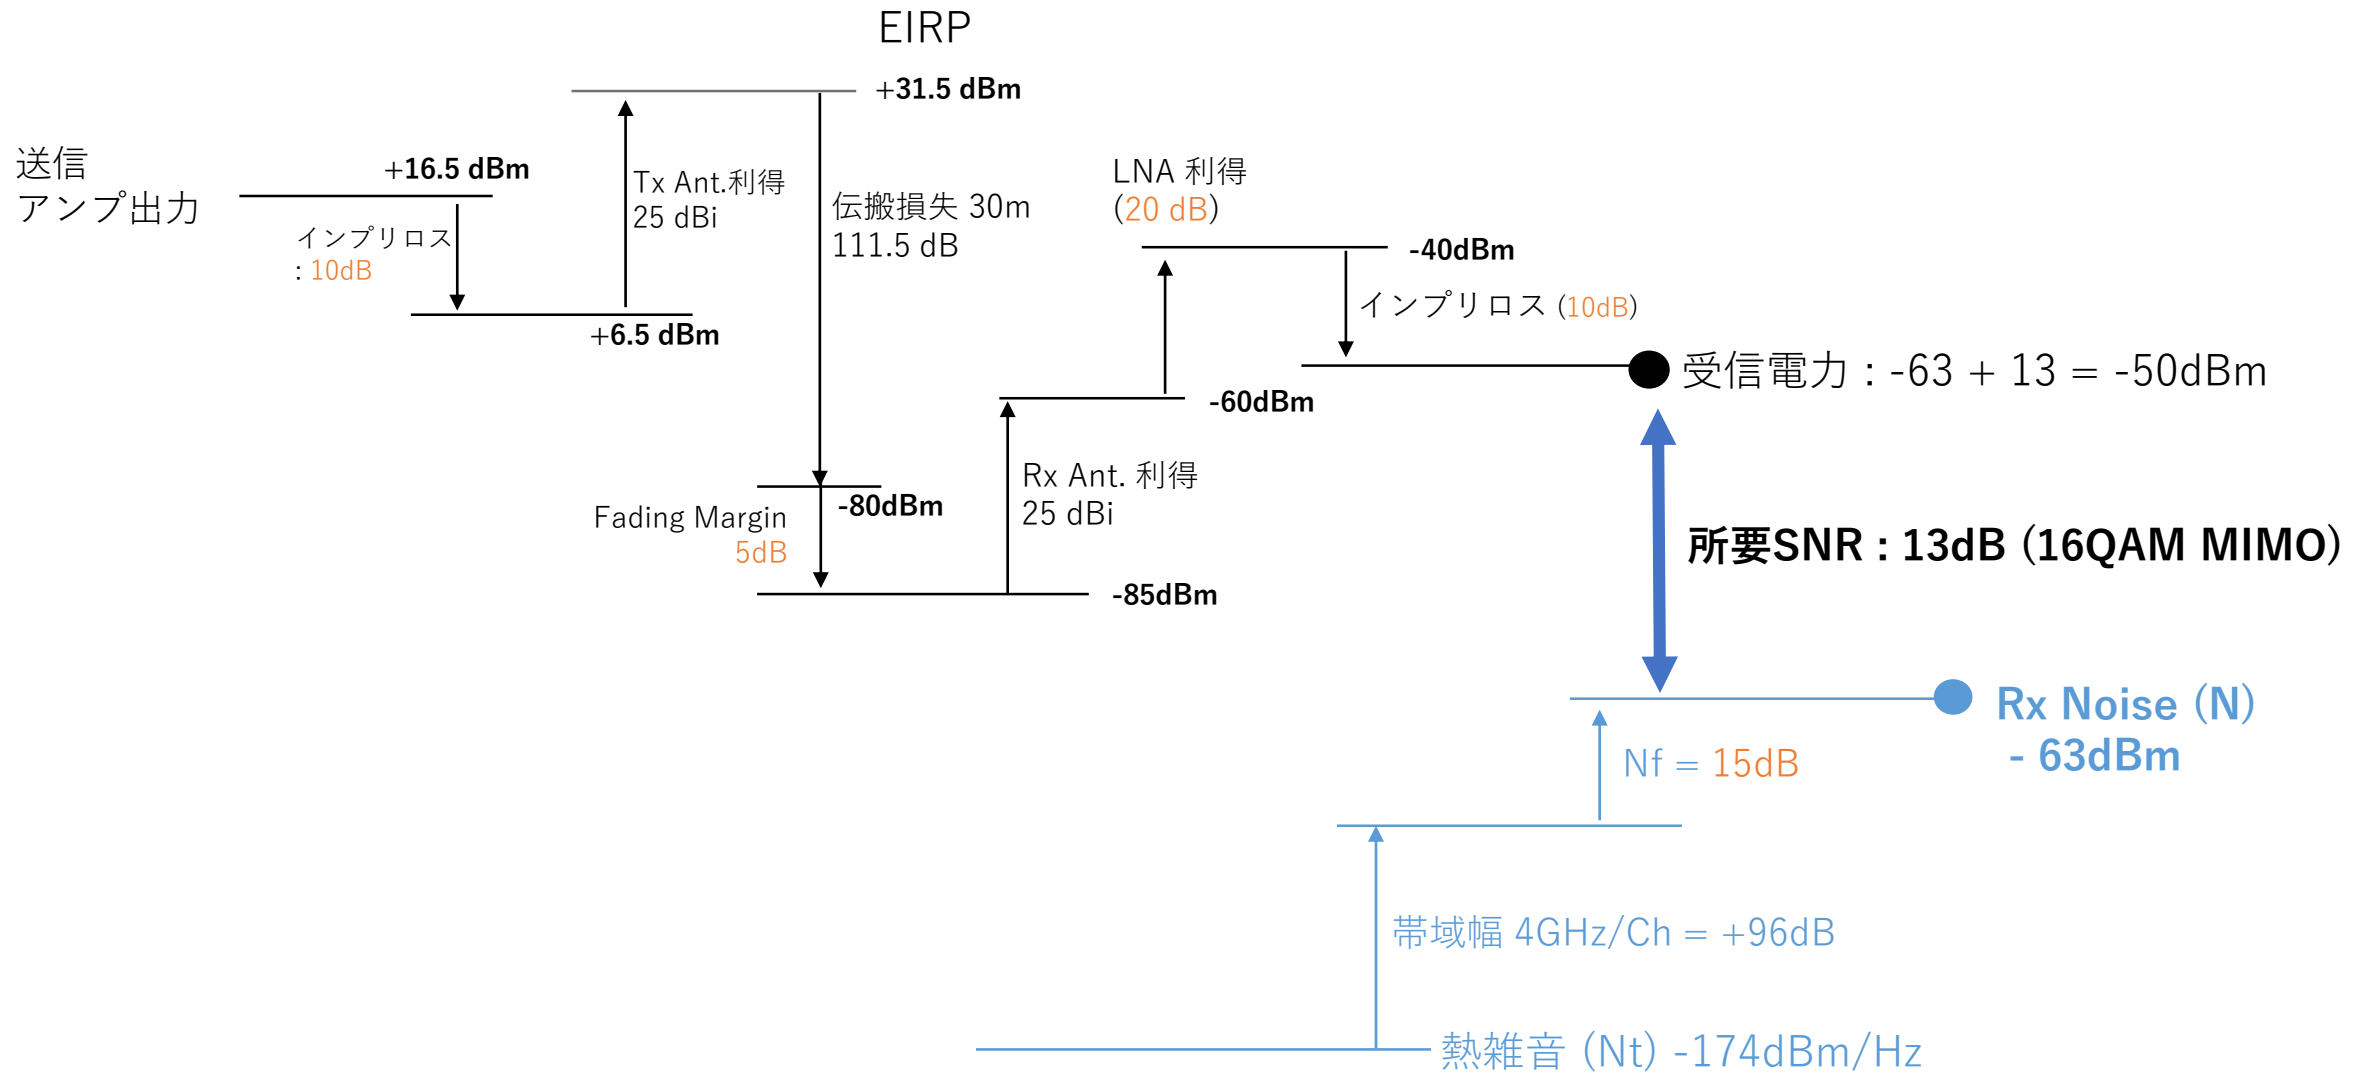 EIRP
+31.5 dBm
送信
アンプ出力
+16.5 dBm
インプリロス
: 10dB
+6.5 dBm
Tx Ant.利得
25 dBi
伝搬損失 30m
111.5 dB
Fading Margin
5dB
-80dBm
-85dBm
Rx Ant. 利得
25 dBi
-60dBm
LNA 利得
(20 dB)
-40dBm
インプリロス (10dB)
受信電力 : -63 + 13 = -50dBm
所要SNR : 13dB (16QAM MIMO)
Rx Noise (N)
- 63dBm
Nf = 15dB
帯域幅 4GHz/Ch = +96dB
熱雑音 (Nt) -174dBm/Hz